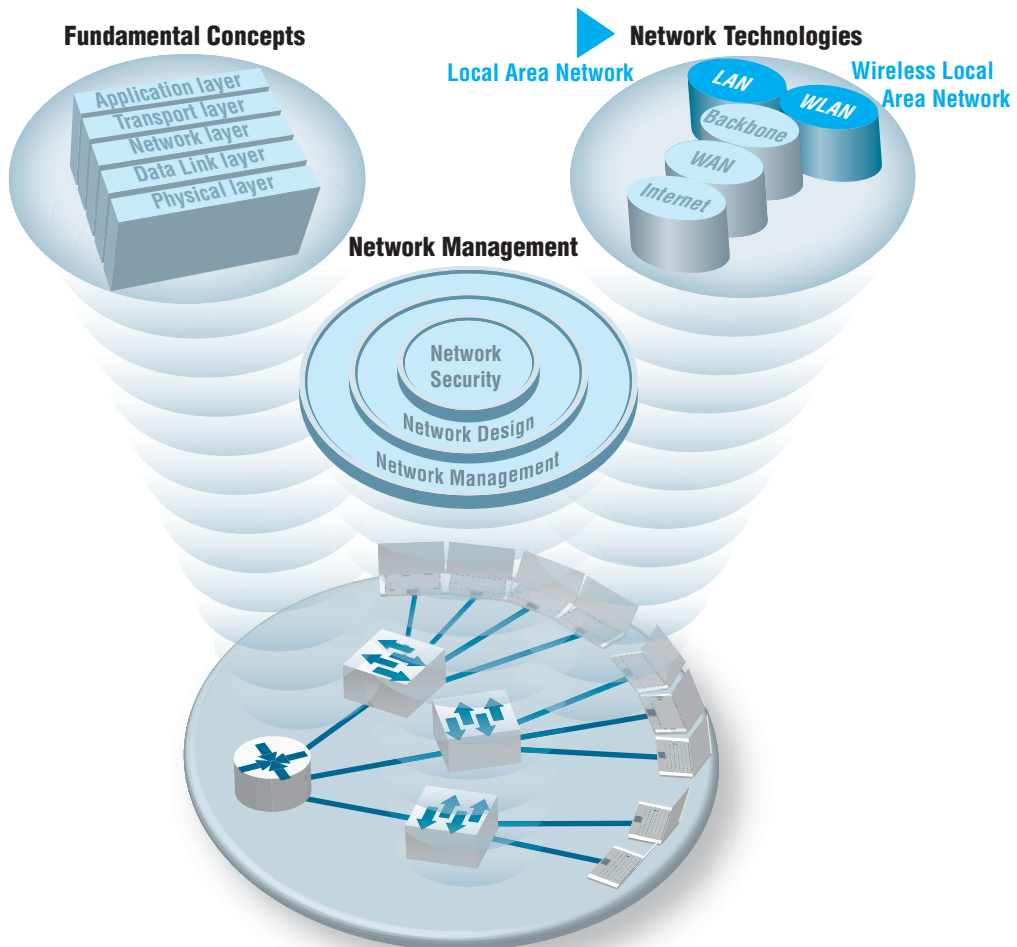 Fundamental Concepts
Application layer
Transport layer
Network layer
Data Link layer
Physical layer
Network Technologies
Local Area Network
Wireless Local
Area Network
LAN
WLAN
Backbone
WAN
Internet
Network Management
Network
Security
Network Design
Network Management